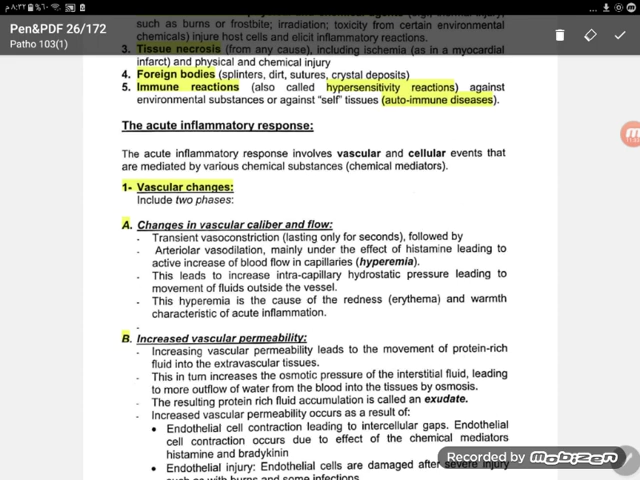 م ٨:٢٢ ٦٠%
Pen&PDF 26/172
Patho 103(1)
such as burns or frostbite; irradiation; toxicity from certain environmental
chemicals) injure host cells and elicit inflammatory reactions.
3. Tissue necrosis (from any cause), including ischemia (as in a myocardial
infarct) and physical and chemical injury
4. Foreign bodies (splinters, dirt, sutures, crystal deposits)
5. Immune reactions (also called hypersensitivity reactions) against
environmental substances or against "self" tissues (auto-immune diseases).
The acute inflammatory response:
The acute inflammatory response involves vascular and cellular events that
are mediated by various chemical substances (chemical mediators).
1- Vascular changes:
Include two phases:
A. Changes in vascular caliber and flow:
- Transient vasoconstriction (lasting only for seconds), followed by
- Arteriolar vasodilation, mainly under the effect of histamine leading to
active increase of blood flow in capillaries (hyperemia).
- This leads to increase intra-capillary hydrostatic pressure leading to
movement of fluids outside the vessel.
- This hyperemia is the cause of the redness (erythema) and warmth
characteristic of acute inflammation.
-
B. Increased vascular permeability:
- Increasing vascular permeability leads to the movement of protein-rich
fluid into the extravascular tissues.
- This in turn increases the osmotic pressure of the interstitial fluid, leading
to more outflow of water from the blood into the tissues by osmosis.
- The resulting protein rich fluid accumulation is called an exudate.
- Increased vascular permeability occurs as a result of:
• Endothelial cell contraction leading to intercellular gaps. Endothelial
cell contraction occurs due to effect of the chemical mediators
histamine and bradykinin
• Endothelial injury: Endothelial cells are damaged after severe injury
such as with burns and some infections
Recorded by Mobizen